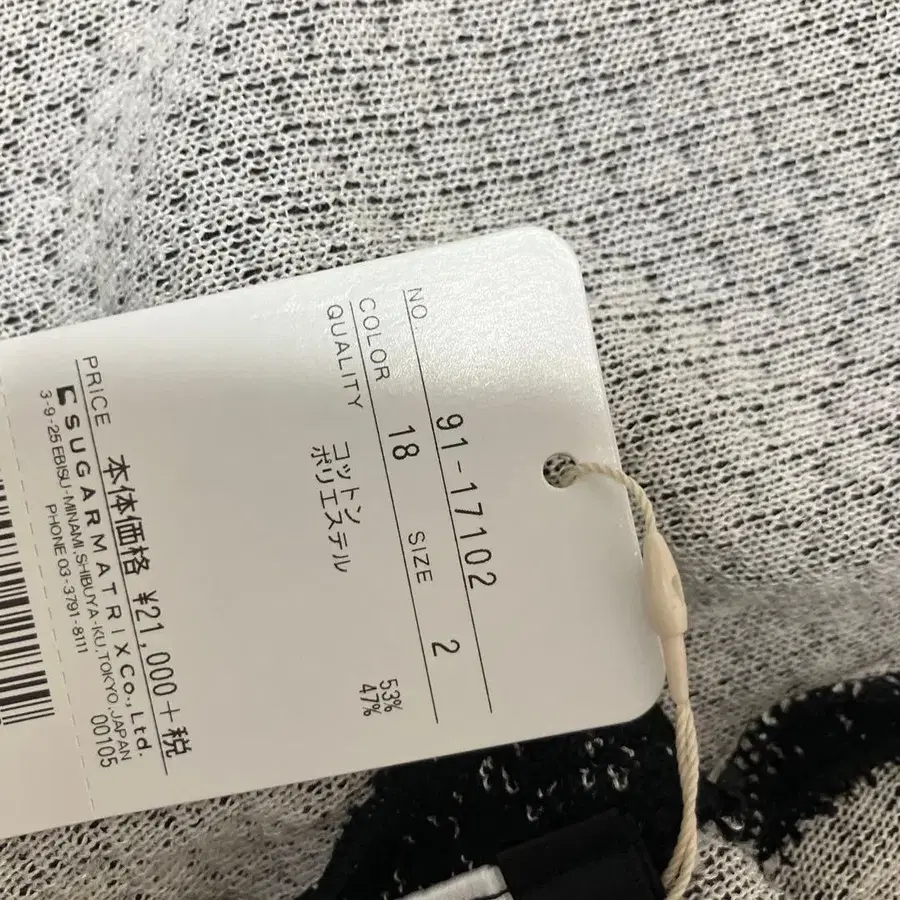 NO. 91-17102
COLOR 18 SIZE 2
QUALITY
コットン 53%
ポリエステル 47%
PRICE 本体価格 ¥21,000+税
SUGARMATRIX Co.,Ltd.
3-9-25 EBISU-MINAMI.SHIBUYA-KU.TOKYO.JAPAN
PHONE 03-3791-8111 00105